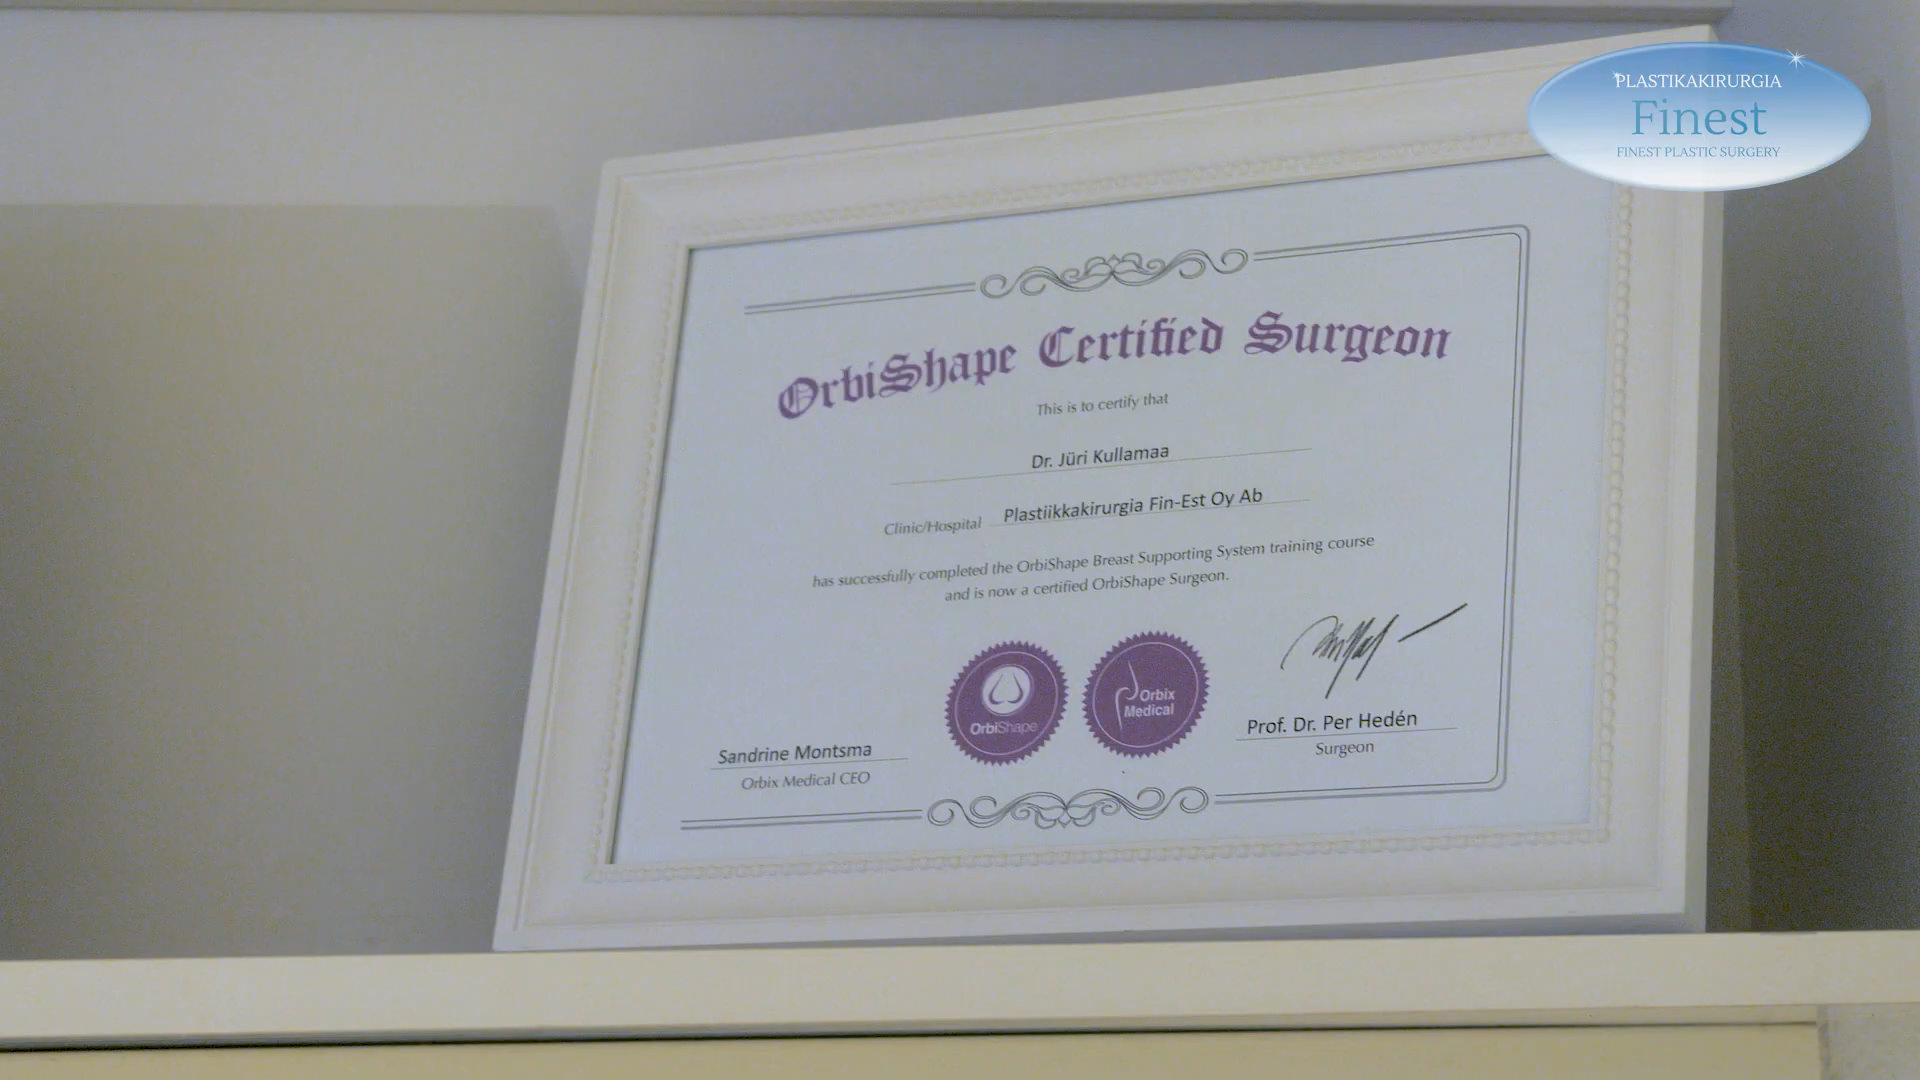 PLASTIKAKIRURGIA
Finest
FINEST PLASTIC SURGERY
OrbiShape Certified Surgeon
This is to certify that
Dr. Jüri Kullamaa
Clinic/Hospital Plastiikkakirurgia Fin-Est Oy Ab
has successfully completed the OrbiShape Breast Supporting System training course
and is now a certified OrbiShape Surgeon.
OrbiShape
Orbix
Medical
Sandrine Montsma
Orbix Medical CEO
Prof. Dr. Per Hedén
Surgeon